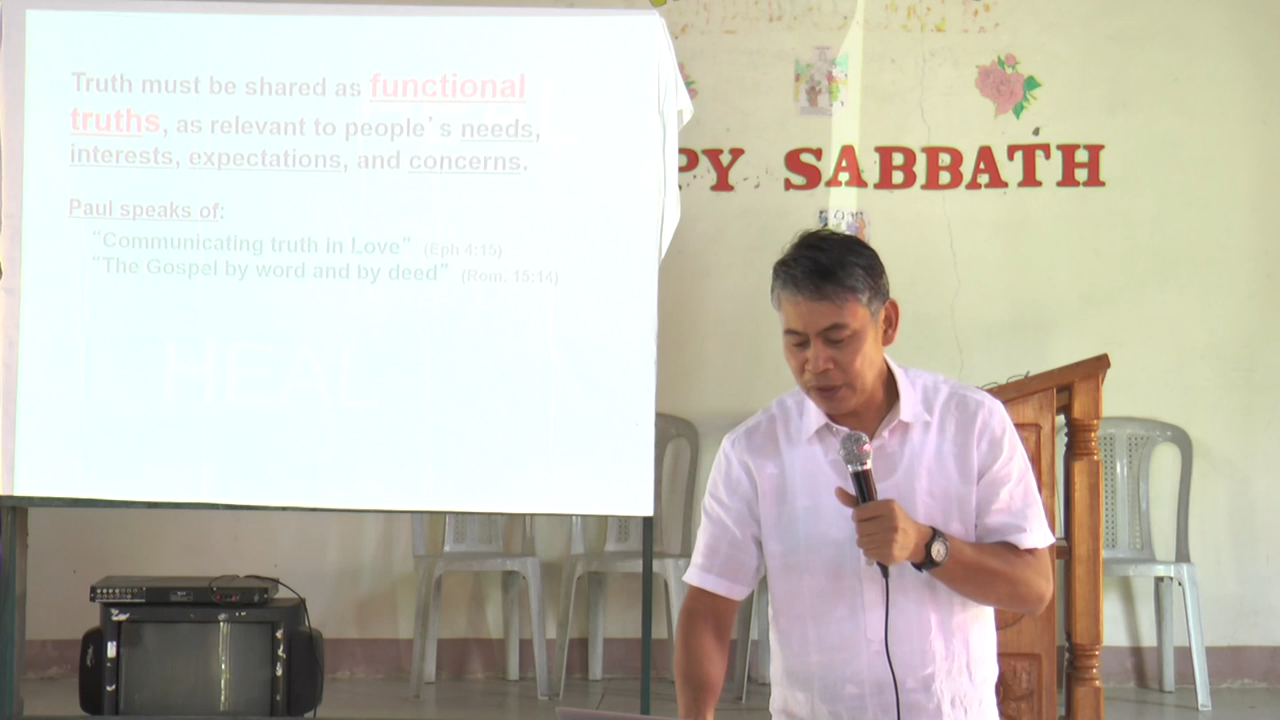 Truth must be shared as functional
truths, as relevant to people's needs,
interests, expectations, and concerns.
Paul speaks of:
"Communicating truth in Love" (Eph 4:15)
"The Gospel by word and by deed" (Rom. 15:14)
HEAL
PY SABBATH